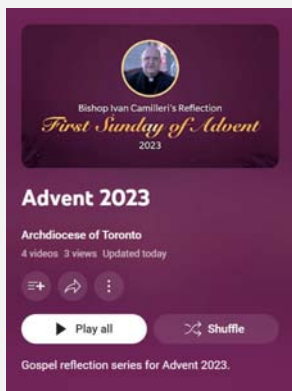 Bishop Ivan Camilleri's Reflection
First Sunday of Advent
2023
Advent 2023
Archdiocese of Toronto
4 videos 3 views Updated today
Play all
Shuffle
Gospel reflection series for Advent 2023.